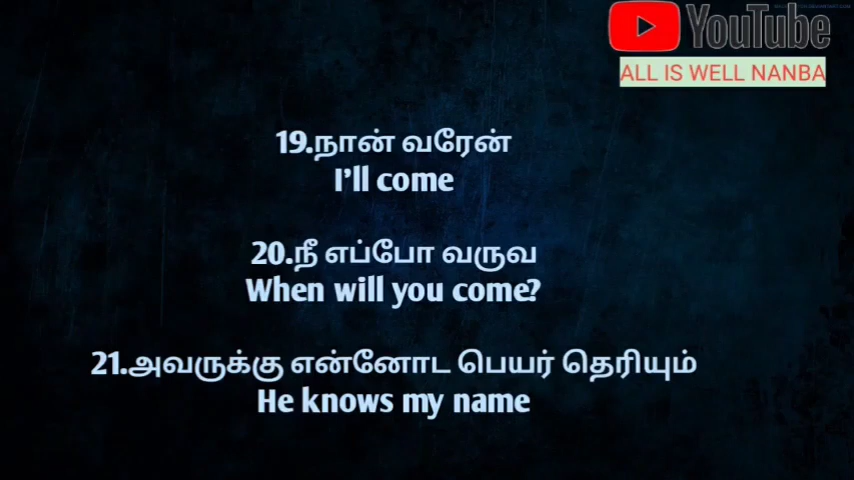 YouTube
ALL IS WELL NANBA
19.நான் வரேன்
I'll come
20.நீ எப்போ வருவ
When will you come?
21.அவருக்கு என்னோட பெயர் தெரியும்
He knows my name